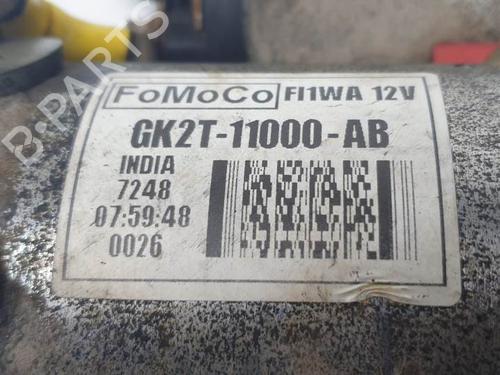 FoMoCo FI1WA 12V
GK2T-11000-AB
INDIA
7248
07:59:48
0026
B-PARTS